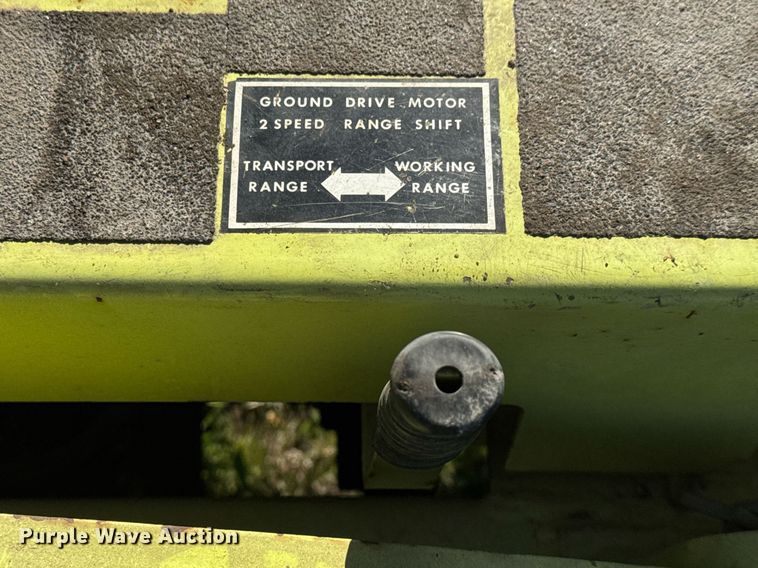 GROUND DRIVE MOTOR
2 SPEED RANGE SHIFT
TRANSPORT WORKING
RANGE RANGE
Purple Wave Auction